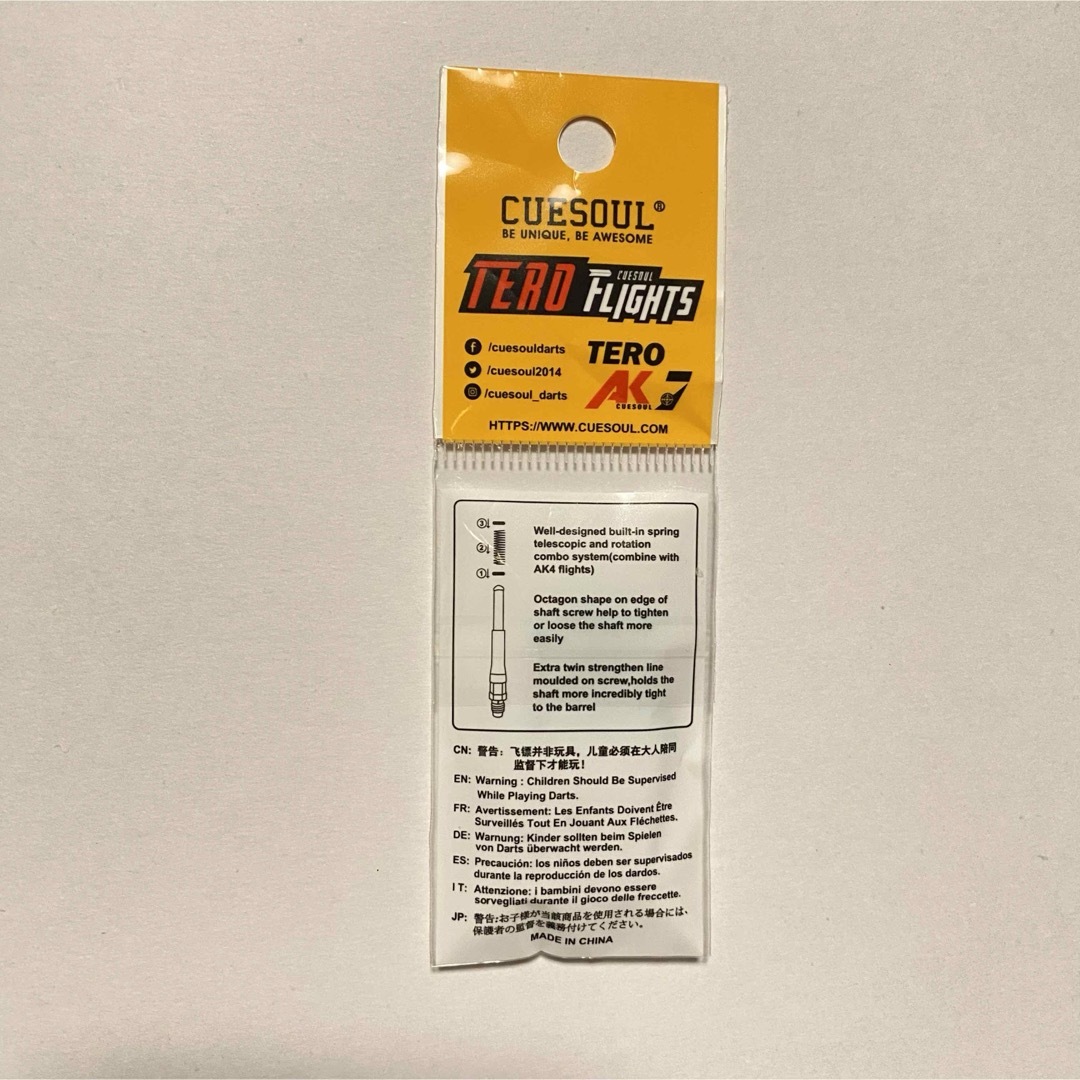 CUESOUL®
BE UNIQUE, BE AWESOME
TERO CUESOUL FLIGHTS
/cuesouldarts
/cuesoul2014
/cuesoul_darts
TERO
AK 7
CUESOUL
HTTPS://WWW.CUESOUL.COM
③
②
①
Well-designed built-in spring
telescopic and rotation
combo system(combine with
AK4 flights)
Octagon shape on edge of
shaft screw help to tighten
or loose the shaft more
easily
Extra twin strengthen line
moulded on screw,holds the
shaft more incredibly tight
to the barrel
CN: 警告：飞镖并非玩具，儿童必须在大人陪同
监督下才能玩！
EN: Warning : Children Should Be Supervised
While Playing Darts.
FR: Avertissement: Les Enfants Doivent Être
Surveillés Tout En Jouant Aux Fléchettes.
DE: Warnung: Kinder sollten beim Spielen
von Darts überwacht werden.
ES: Precaución: los niños deben ser supervisados
durante la reproducción de los dardos.
IT: Attenzione: i bambini devono essere
sorvegliati durante il gioco delle freccette.
JP: 警告:お子様が当該商品を使用される場合には、
保護者の監督を義務付けてください。
MADE IN CHINA